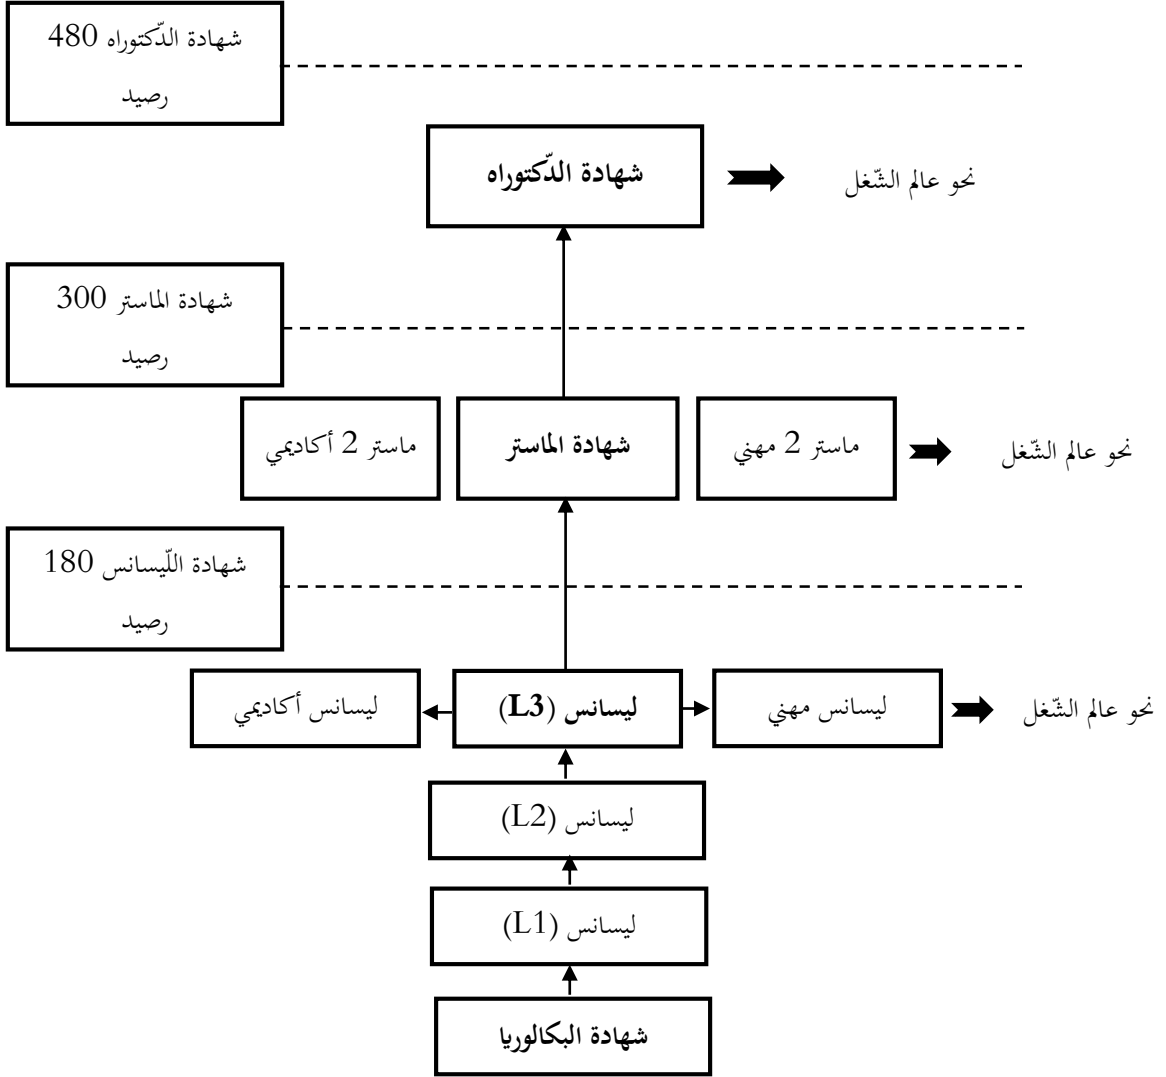 شهادة الدّكتوراه 480
رصيد
شهادة الدّكتوراه
نحو عالم الشّغل
شهادة الماستر 300
رصيد
ماستر 2 مهني
شهادة الماستر
ماستر 2 أكاديمي
نحو عالم الشّغل
شهادة اللّيسانس 180
رصيد
ليسانس مهني
ليسانس (L3)
ليسانس أكاديمي
نحو عالم الشّغل
ليسانس (L2)
ليسانس (L1)
شهادة البكالوريا